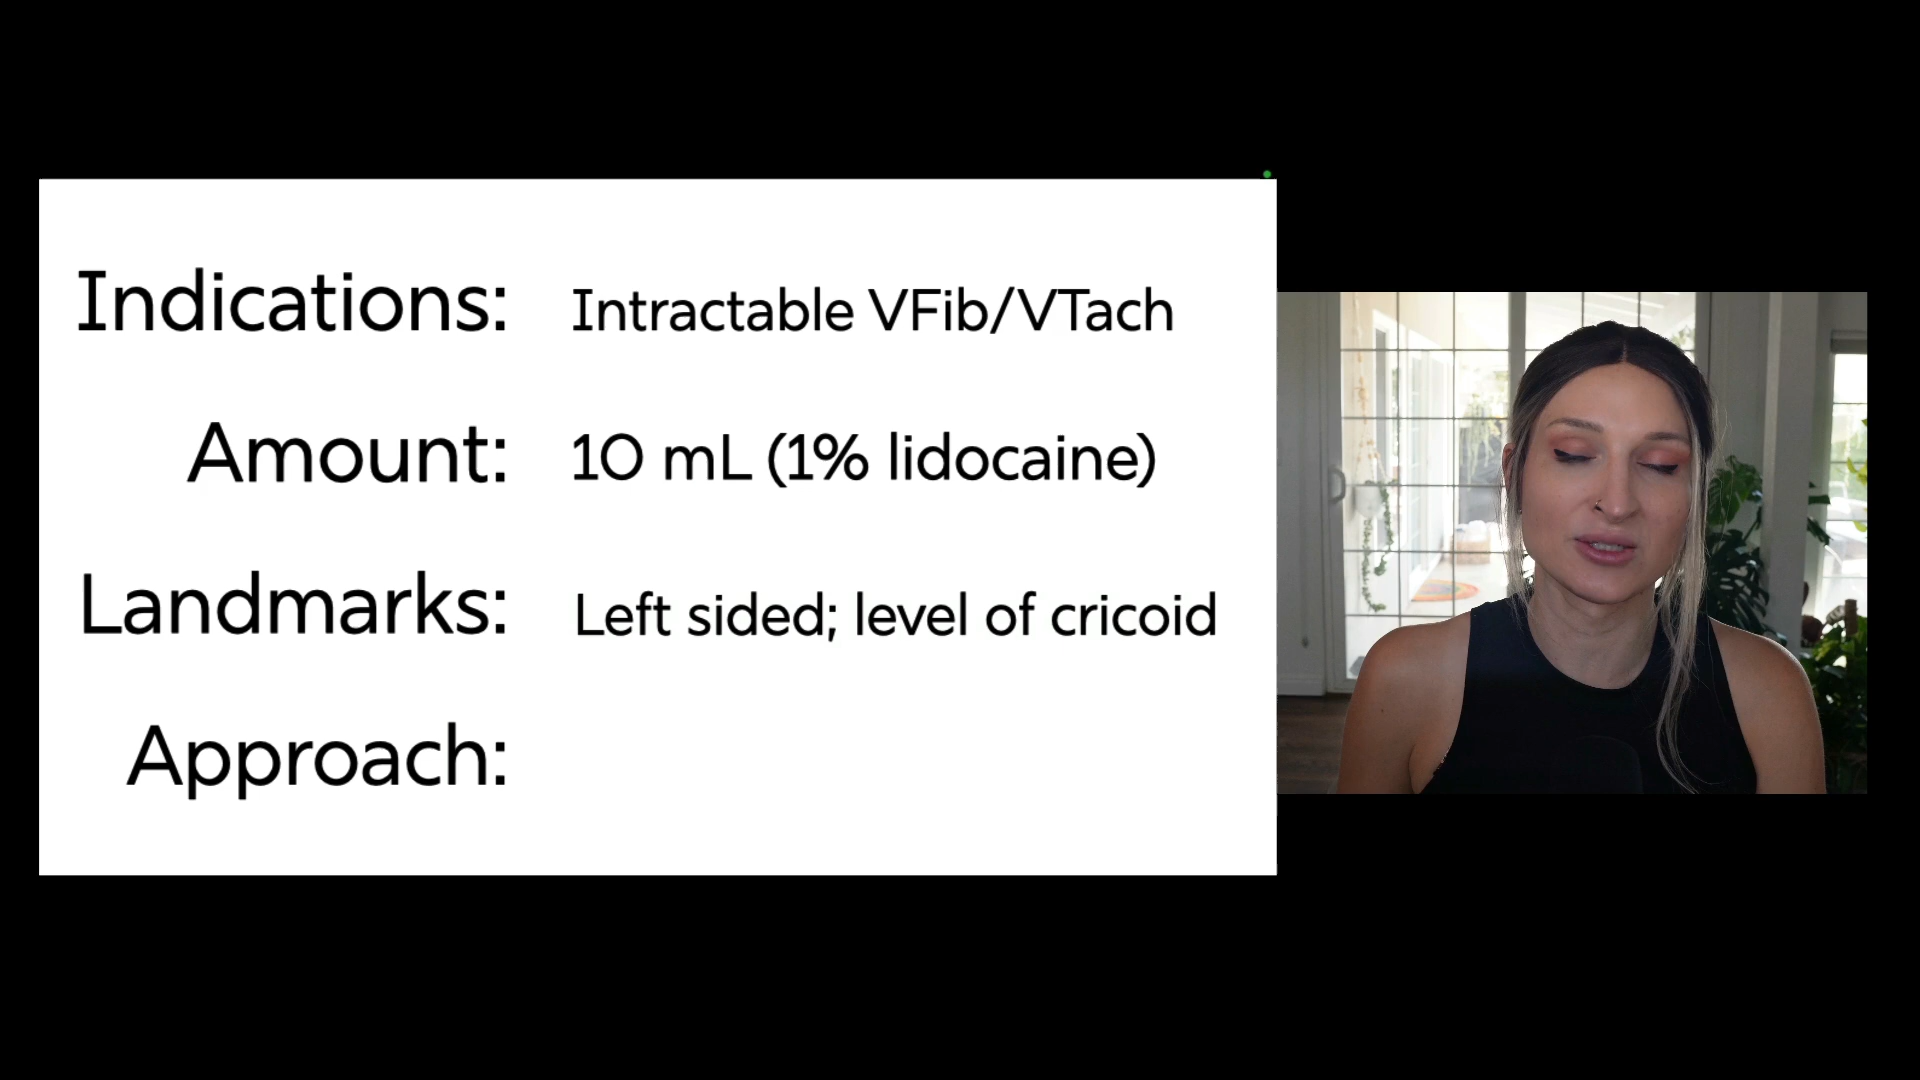 Indications: Intractable VFib/VTach
Amount: 10 mL (1% lidocaine)
Landmarks: Left sided; level of cricoid
Approach: